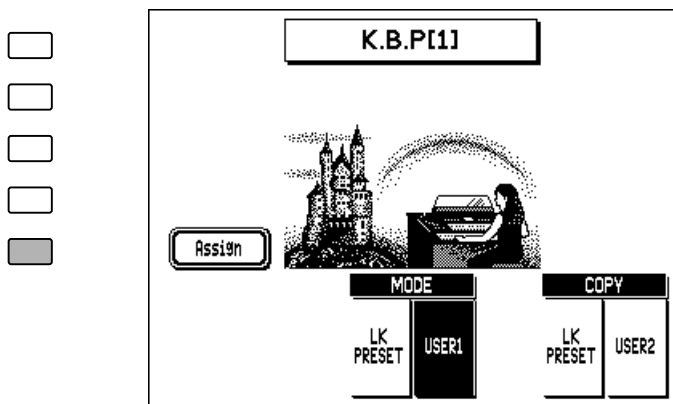 K.B.P[1]
Assign
MODE
COPY
LK
PRESET
USER1
LK
PRESET
USER2